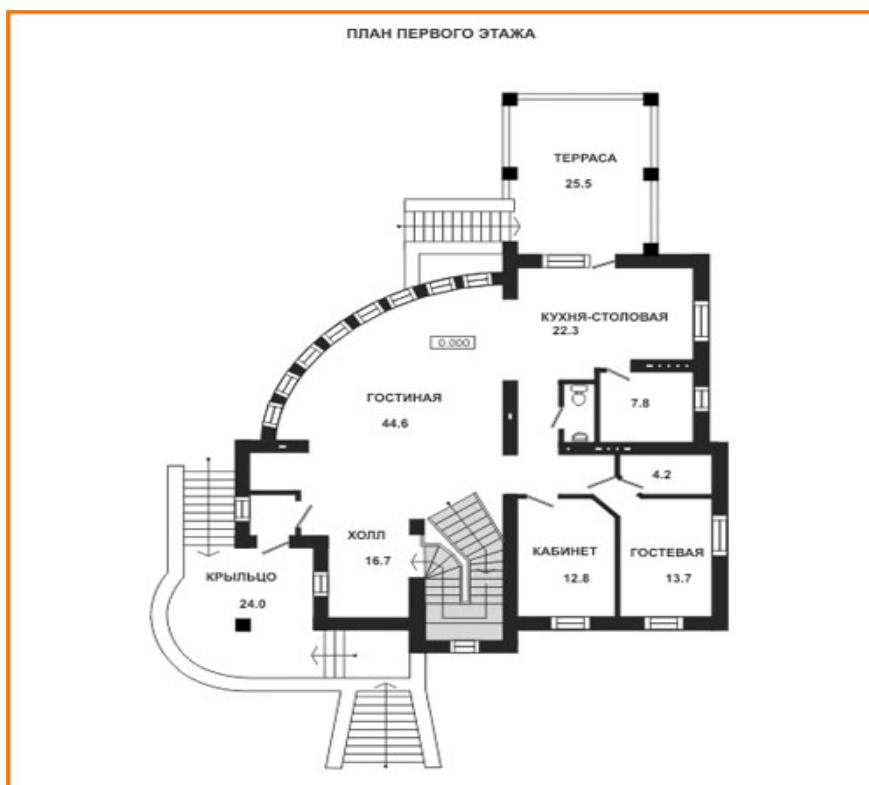 ПЛАН ПЕРВОГО ЭТАЖА
ТЕРРАСА
25.5
КУХНЯ-СТОЛОВАЯ
22.3
0.000
ГОСТИНАЯ
44.6
7.8
4.2
ХОЛЛ
16.7
КАБИНЕТ
12.8
ГОСТЕВАЯ
13.7
КРЫЛЬЦО
24.0